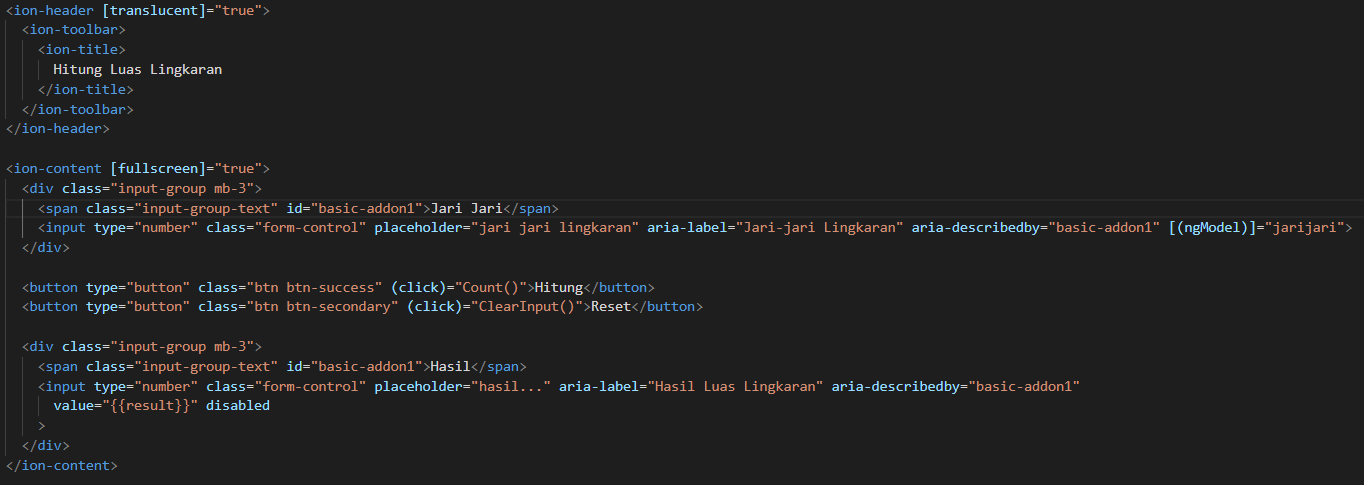 <ion-header [translucent]="true">
  <ion-toolbar>
    <ion-title>
      Hitung Luas Lingkaran
    </ion-title>
  </ion-toolbar>
</ion-header>

<ion-content [fullscreen]="true">
  <div class="input-group mb-3">
    <span class="input-group-text" id="basic-addon1">Jari Jari</span>
    <input type="number" class="form-control" placeholder="jari jari lingkaran" aria-label="Jari-jari Lingkaran" aria-describedby="basic-addon1" [(ngModel)]="jarijari">
  </div>

  <button type="button" class="btn btn-success" (click)="Count()">Hitung</button>
  <button type="button" class="btn btn-secondary" (click)="ClearInput()">Reset</button>

  <div class="input-group mb-3">
    <span class="input-group-text" id="basic-addon1">Hasil</span>
    <input type="number" class="form-control" placeholder="hasil..." aria-label="Hasil Luas Lingkaran" aria-describedby="basic-addon1"
      value="{{result}}" disabled
    >
  </div>
</ion-content>